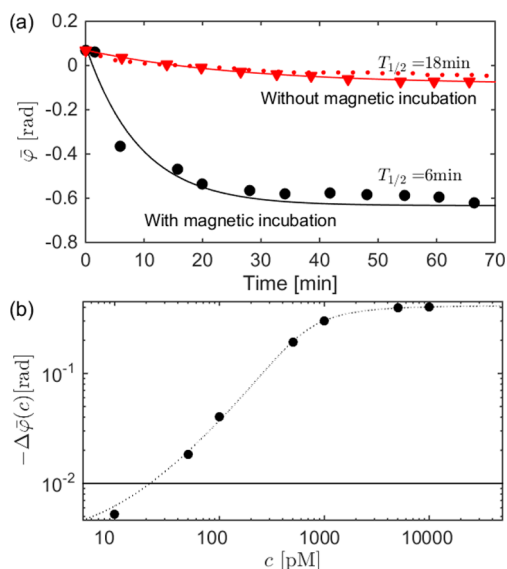 (a)
0.2
0
-0.2
-0.4
-0.6
-0.8
φ̄ [rad]
T1/2 =18min
Without magnetic incubation
T1/2 =6min
With magnetic incubation
0 10 20 30 40 50 60 70
Time [min]
(b)
10-1
10-2
−Δφ̄(c)[rad]
10 100 1000 10000
c [pM]